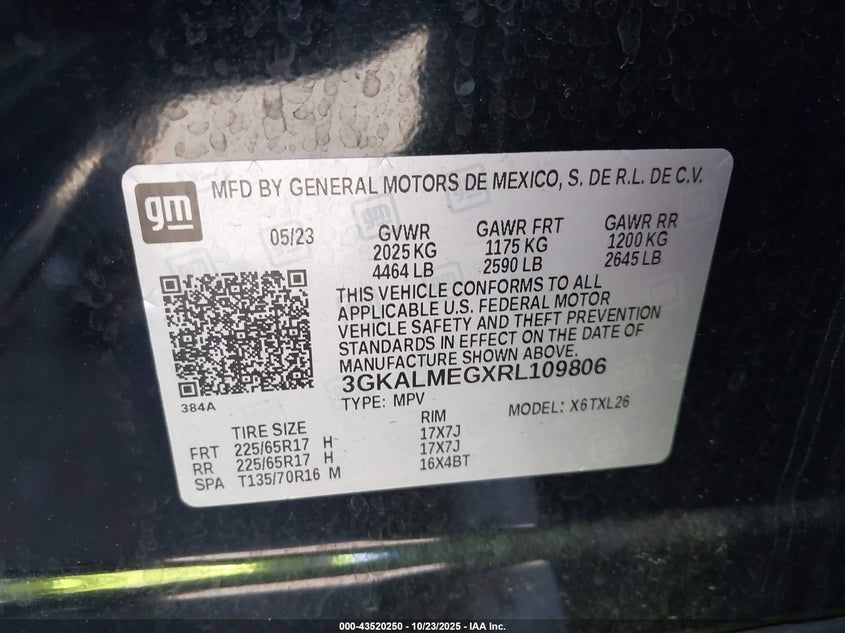 gm
MFD BY GENERAL MOTORS DE MEXICO, S. DE R.L. DE C.V.
05/23 GVWR GAWR FRT GAWR RR
2025 KG 1175 KG 1200 KG
4464 LB 2590 LB 2645 LB
THIS VEHICLE CONFORMS TO ALL
APPLICABLE U.S. FEDERAL MOTOR
VEHICLE SAFETY AND THEFT PREVENTION
STANDARDS IN EFFECT ON THE DATE OF
MANUFACTURE SHOWN ABOVE.
3GKALMEGXRL109806
384A
TYPE: MPV MODEL: X6TXL26
TIRE SIZE RIM
FRT 225/65R17 H 17X7J
RR 225/65R17 H 17X7J
SPA T135/70R16 M 16X4BT
000-43520250 - 10/23/2025 - IAA Inc.